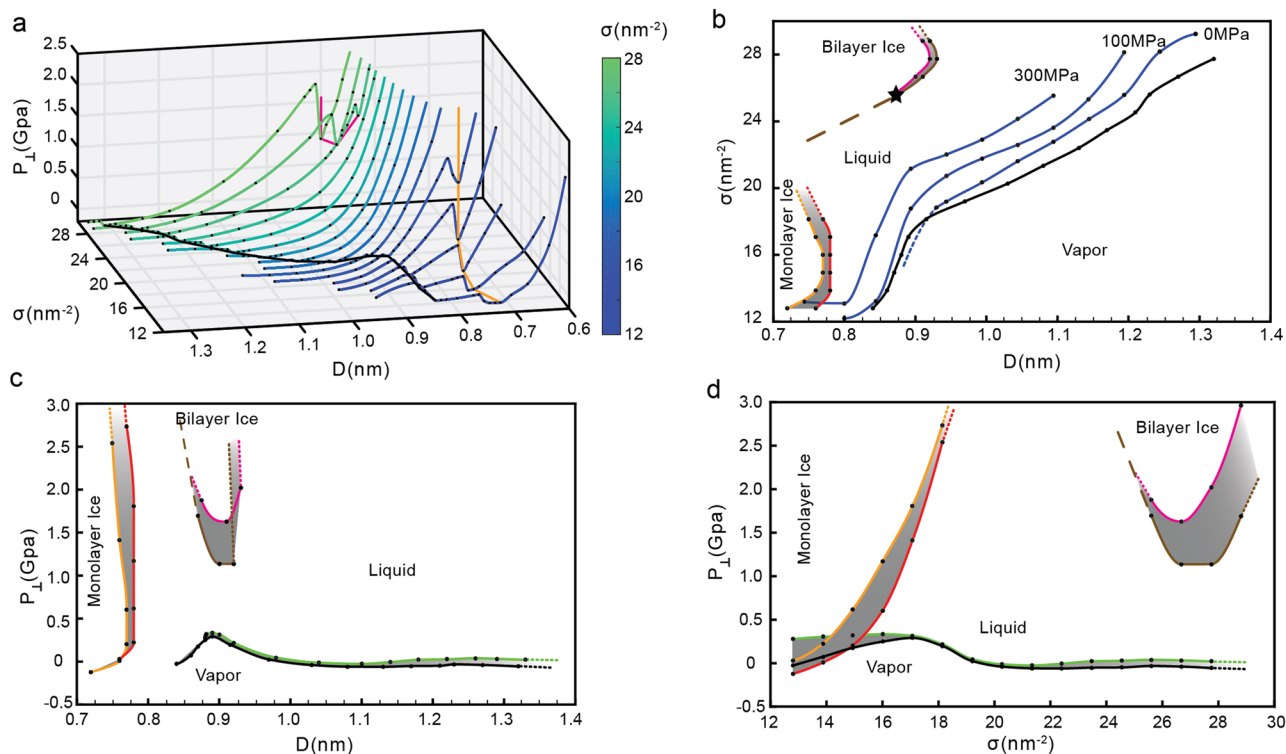 a
σ(nm⁻²)
P⊥(Gpa)
2.5
2.0
1.5
1.0
0.5
0
28
24
20
16
12
σ(nm⁻²)
1.3
1.2
1.1
1.0
0.9
0.8
0.7
0.6
D(nm)
28
24
20
16
12
b
Bilayer Ice
100MPa
0MPa
300MPa
Liquid
Monolayer Ice
Vapor
σ(nm⁻²)
28
24
20
16
12
0.7
0.8
0.9
1.0
1.1
1.2
1.3
1.4
D(nm)
c
Bilayer Ice
Monolayer Ice
Liquid
Vapor
P⊥(Gpa)
3.0
2.5
2.0
1.5
1.0
0.5
0
-0.5
0.7
0.8
0.9
1.0
1.1
1.2
1.3
1.4
D(nm)
d
Bilayer Ice
Monolayer Ice
Liquid
Vapor
P⊥(Gpa)
3.0
2.5
2.0
1.5
1.0
0.5
0
-0.5
12
14
16
18
20
22
24
26
28
30
σ(nm⁻²)